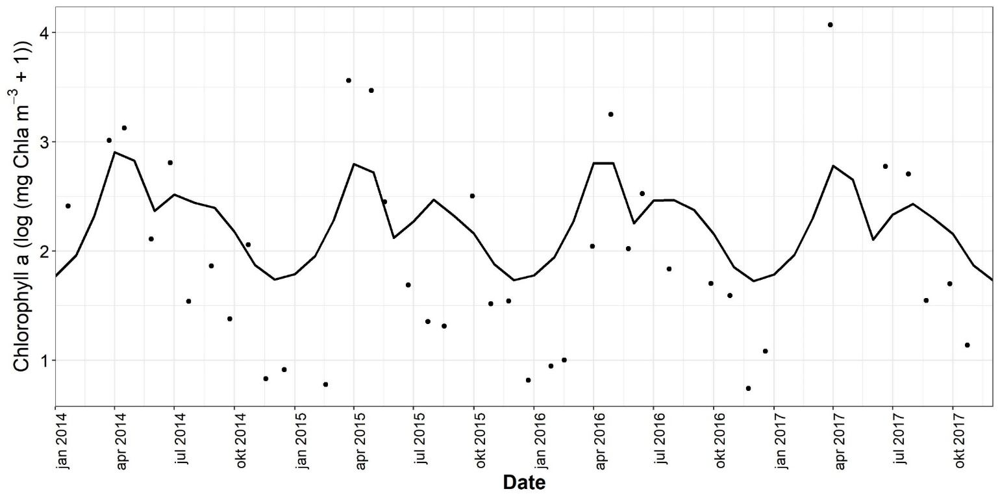 Chlorophyll a (log (mg Chla m⁻³ + 1))
4
3
2
1
jan 2014
apr 2014
jul 2014
okt 2014
jan 2015
apr 2015
jul 2015
okt 2015
jan 2016
apr 2016
jul 2016
okt 2016
jan 2017
apr 2017
jul 2017
okt 2017
Date